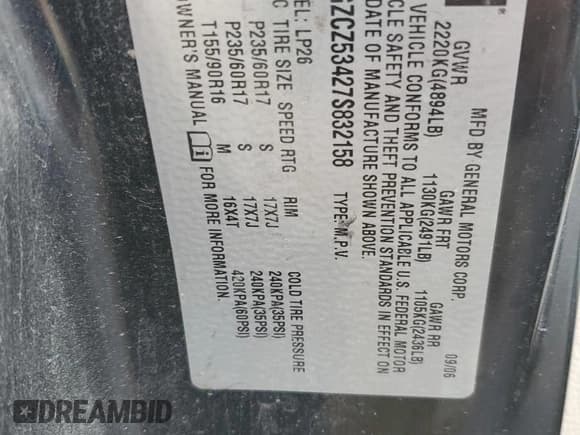 MFD BY GENERAL MOTORS CORP. 09/06
GVWR GAWR FRT GAWR RR
2220KG(4894LB) 1130KG(2491LB) 1105KG(2436LB)
VEHICLE CONFORMS TO ALL APPLICABLE U.S. FEDERAL MOTOR
CLE SAFETY AND THEFT PREVENTION STANDARDS IN EFFECT ON
DATE OF MANUFACTURE SHOWN ABOVE.
ZCZ53427S832158 TYPE: M.P.V.
EL: LP26
C TIRE SIZE SPEED RTG RIM COLD TIRE PRESSURE
P235/60R17 S 17X7J 240KPA(35PSI)
P235/60R17 S 17X7J 240KPA(35PSI)
T155/90R16 M 16X4T 420KPA(60PSI)
OWNER'S MANUAL i FOR MORE INFORMATION.
DREAMBID